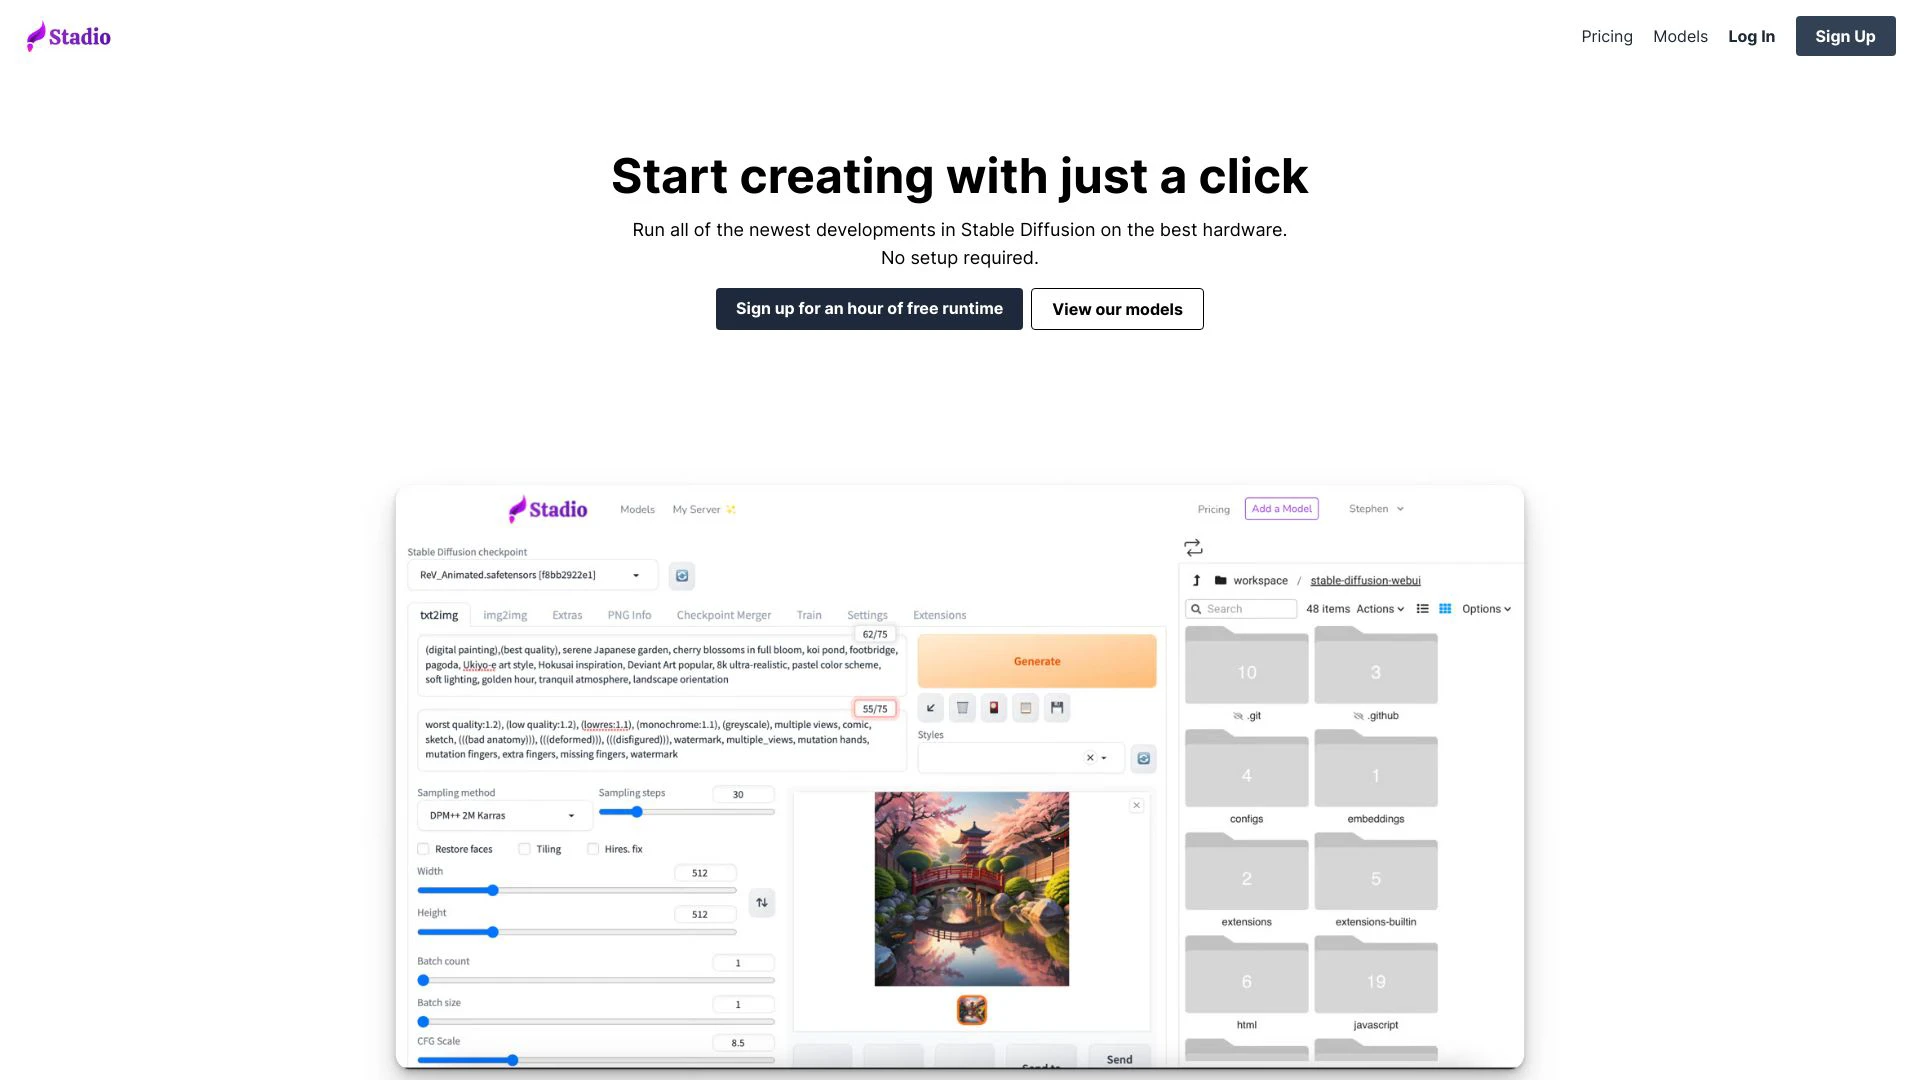 Stadio
Pricing
Models
Log In
Sign Up
Start creating with just a click
Run all of the newest developments in Stable Diffusion on the best hardware.
No setup required.
Sign up for an hour of free runtime
View our models
Stadio
Models
My Server
Pricing
Add a Model
Stephen
Stable Diffusion checkpoint
ReV_Animated.safetensors [f8bb2922e1]
txt2img
img2img
Extras
PNG Info
Checkpoint Merger
Train
Settings
Extensions
62/75
(digital painting),(best quality), serene Japanese garden, cherry blossoms in full bloom, koi pond, footbridge,
pagoda, Ukiyo-e art style, Hokusai inspiration, Deviant Art popular, 8k ultra-realistic, pastel color scheme,
soft lighting, golden hour, tranquil atmosphere, landscape orientation
55/75
worst quality:1.2), (low quality:1.2), (lowres:1.1), (monochrome:1.1), (greyscale), multiple views, comic,
sketch, (((bad anatomy))), (((deformed))), (((disfigured))), watermark, multiple_views, mutation hands,
mutation fingers, extra fingers, missing fingers, watermark
Generate
Styles
Sampling method
DPM++ 2M Karras
Sampling steps
30
Restore faces
Tiling
Hires. fix
Width
512
Height
512
Batch count
1
Batch size
1
CFG Scale
8.5
Send to
Send
workspace / stable-diffusion-webui
Search
48 items
Actions
Options
10
.git
3
.github
4
configs
1
embeddings
2
extensions
5
extensions-builtin
6
html
19
javascript